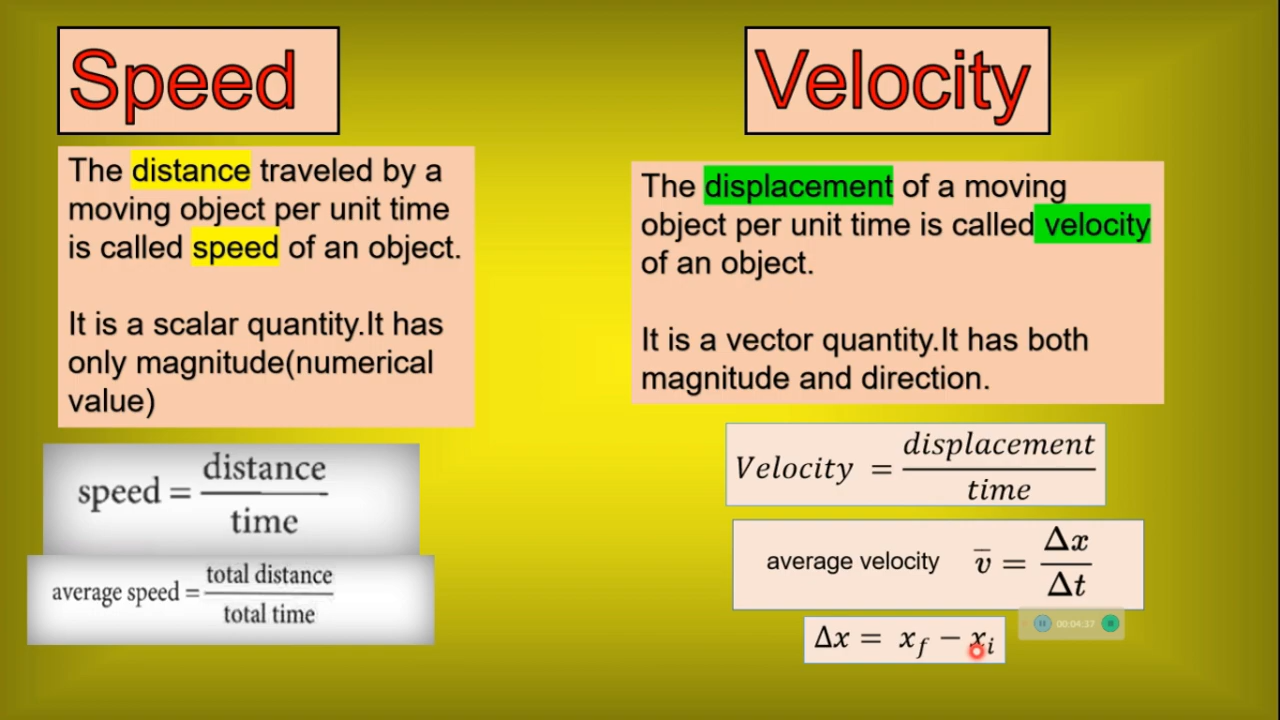 Speed
The distance traveled by a
moving object per unit time
is called speed of an object.
It is a scalar quantity.It has
only magnitude(numerical
value)
speed = distance / time
average speed = total distance / total time
Velocity
The displacement of a moving
object per unit time is called velocity
of an object.
It is a vector quantity.It has both
magnitude and direction.
Velocity = displacement / time
average velocity v̅ = Δx / Δt
00:04:37
Δx = x_f − x_i